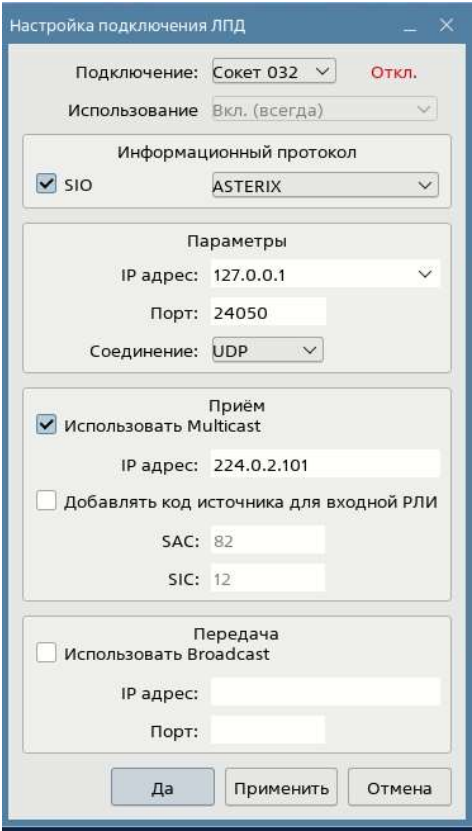 Настройка подключения ЛПД
Подключение: Сокет 032 Откл.
Использование Вкл. (всегда)
Информационный протокол
SIO ASTERIX
Параметры
IP адрес: 127.0.0.1
Порт: 24050
Соединение: UDP
Приём
Использовать Multicast
IP адрес: 224.0.2.101
Добавлять код источника для входной РЛИ
SAC: 82
SIC: 12
Передача
Использовать Broadcast
IP адрес:
Порт:
Да Применить Отмена